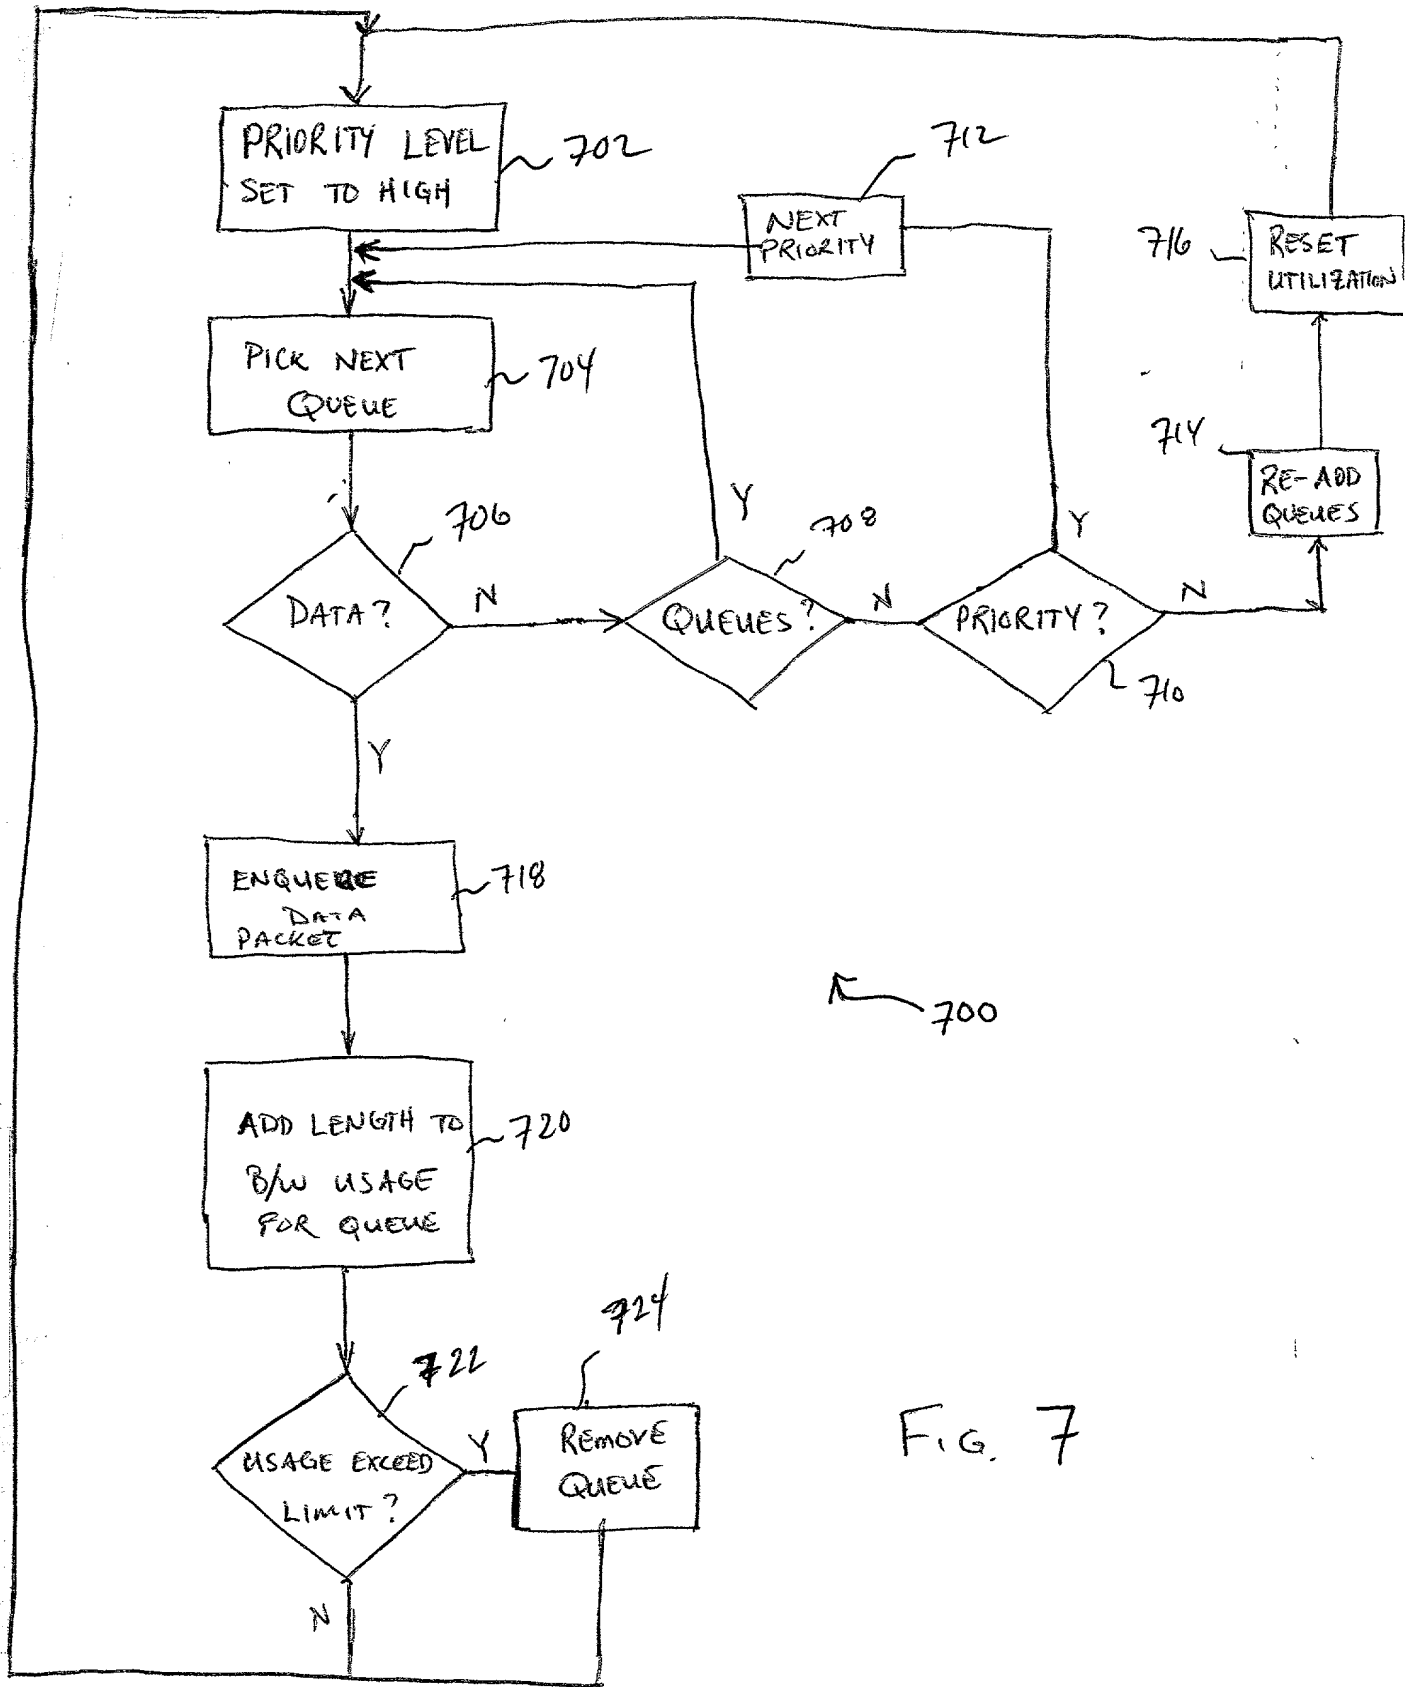 PRIORITY LEVEL
SET TO HIGH
702
712
NEXT
PRIORITY
716
RESET
UTILIZATION
PICK NEXT
QUEUE
704
714
RE-ADD
QUEUES
706
DATA?
N
Y
708
QUEUES?
N
Y
PRIORITY?
710
N
Y
ENQUEUE
DATA
PACKET
718
700
ADD LENGTH TO
B/W USAGE
FOR QUEUE
720
722
USAGE EXCEED
LIMIT?
Y
724
REMOVE
QUEUE
N
FIG. 7